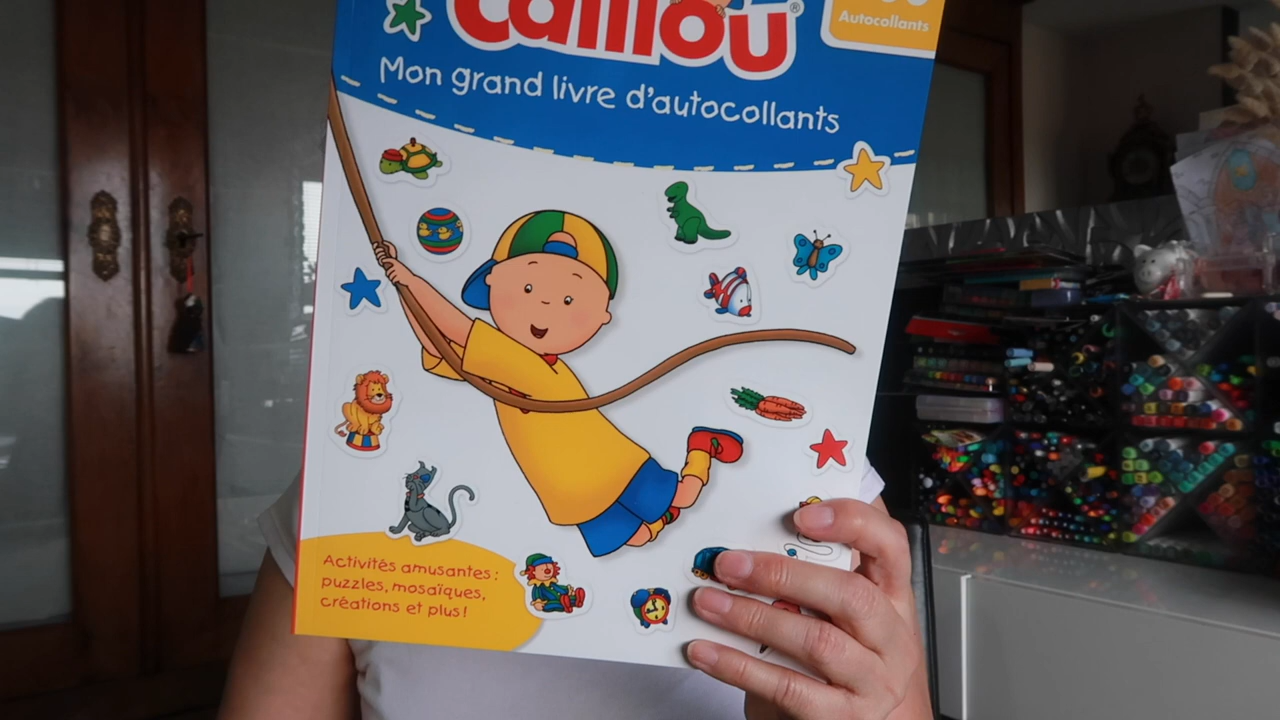 Caillou®
Autocollants
Mon grand livre d'autocollants
Activités amusantes :
puzzles, mosaïques,
créations et plus!